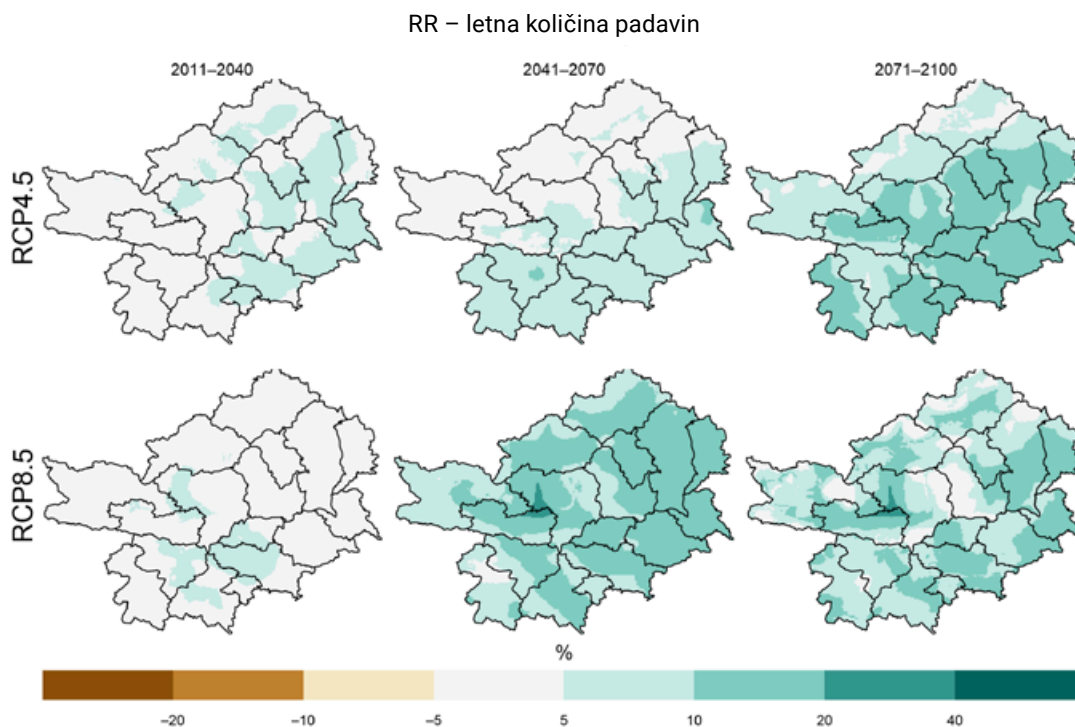 RR – letna količina padavin
2011–2040 2041–2070 2071–2100
RCP4.5
RCP8.5
%
–20 –10 –5 5 10 20 40